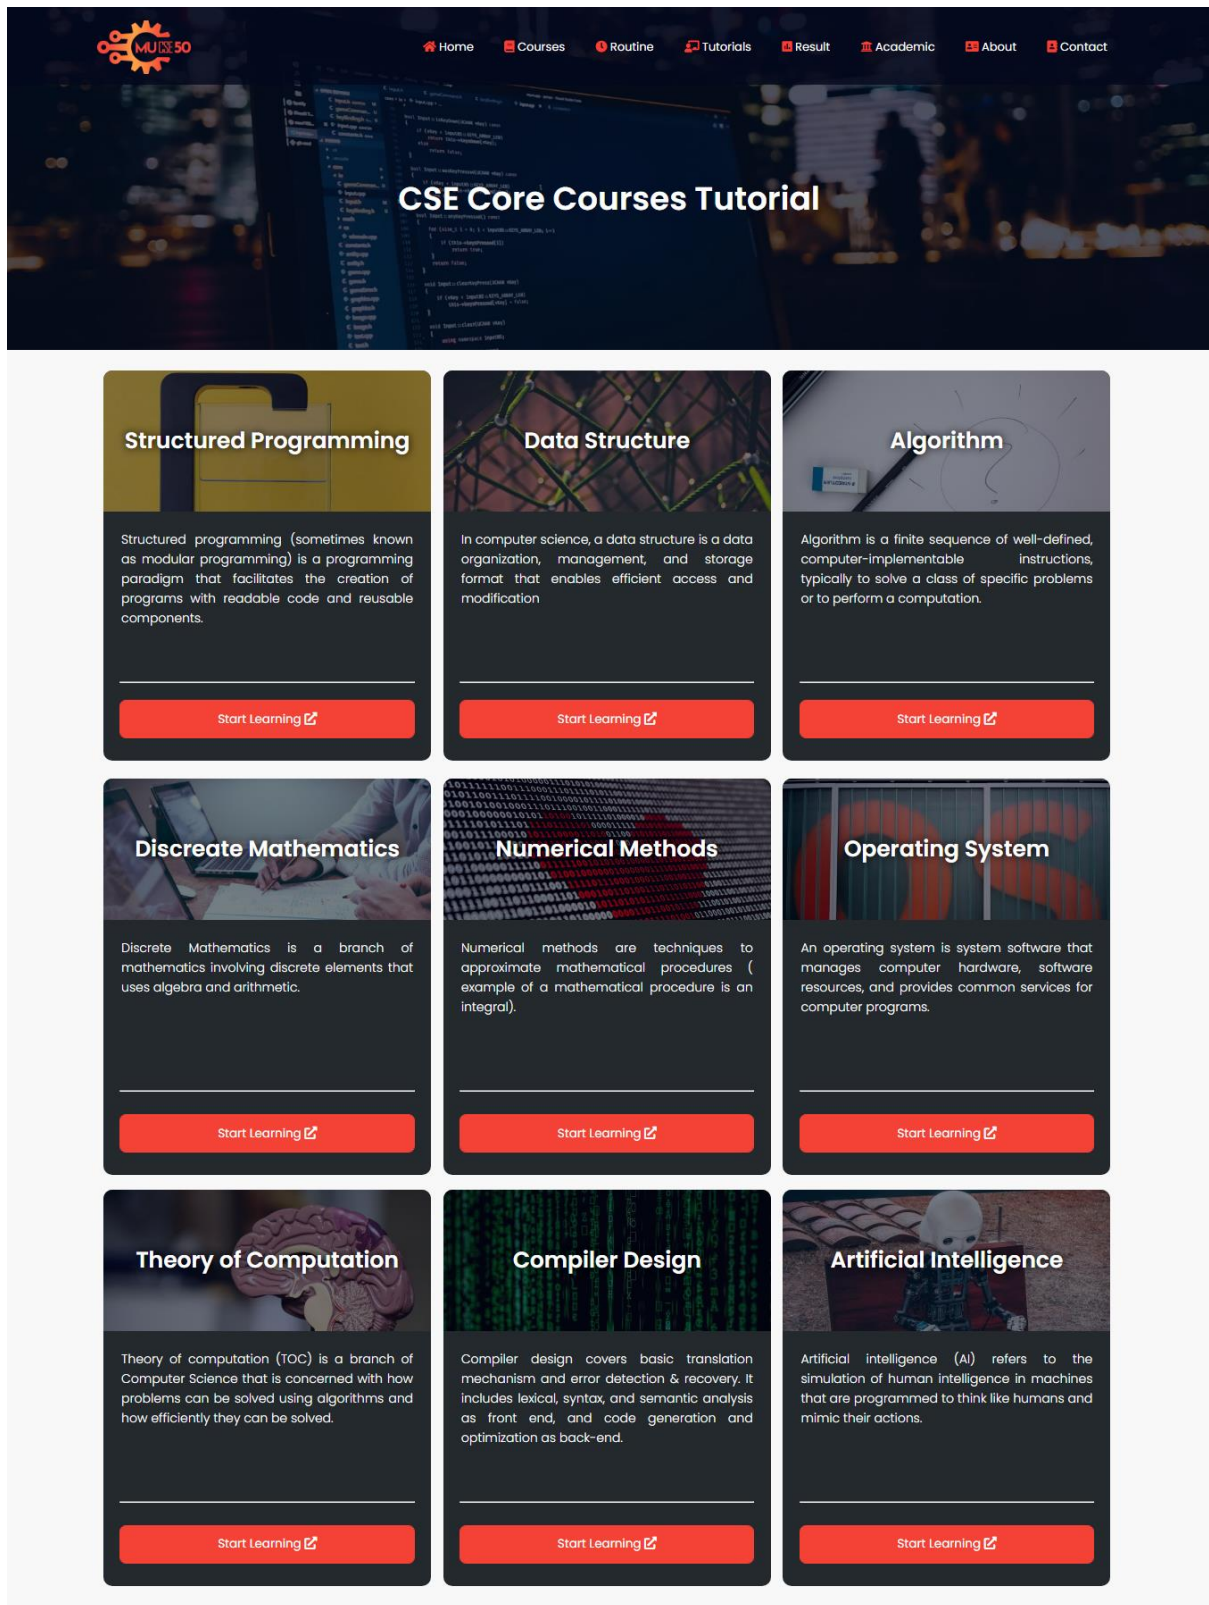 MU CSE 50
Home Courses Routine Tutorials Result Academic About Contact
CSE Core Courses Tutorial
Structured Programming
Structured programming (sometimes known
as modular programming) is a programming
paradigm that facilitates the creation of
programs with readable code and reusable
components.
Start Learning
Data Structure
In computer science, a data structure is a data
organization, management, and storage
format that enables efficient access and
modification
Start Learning
Algorithm
Algorithm is a finite sequence of well-defined,
computer-implementable instructions,
typically to solve a class of specific problems
or to perform a computation.
Start Learning
Discreate Mathematics
Discrete Mathematics is a branch of
mathematics involving discrete elements that
uses algebra and arithmetic.
Start Learning
Numerical Methods
Numerical methods are techniques to
approximate mathematical procedures (
example of a mathematical procedure is an
integral).
Start Learning
Operating System
An operating system is system software that
manages computer hardware, software
resources, and provides common services for
computer programs.
Start Learning
Theory of Computation
Theory of computation (TOC) is a branch of
Computer Science that is concerned with how
problems can be solved using algorithms and
how efficiently they can be solved.
Start Learning
Compiler Design
Compiler design covers basic translation
mechanism and error detection & recovery. It
includes lexical, syntax, and semantic analysis
as front end, and code generation and
optimization as back-end.
Start Learning
Artificial Intelligence
Artificial intelligence (AI) refers to the
simulation of human intelligence in machines
that are programmed to think like humans and
mimic their actions.
Start Learning